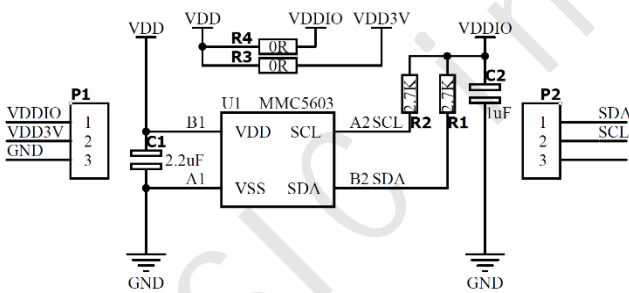 VDD VDDIO VDD3V VDDIO
R4 0R
R3 0R
P1 U1 MMC5603 2.7K 2.7K C2 P2
VDDIO 1 B1 VDD SCL A2 SCL R2 R1 1uF 1 SDA
VDD3V 2 C1 2 SCL
GND 3 2.2uF 3
A1 VSS SDA B2 SDA
GND GND